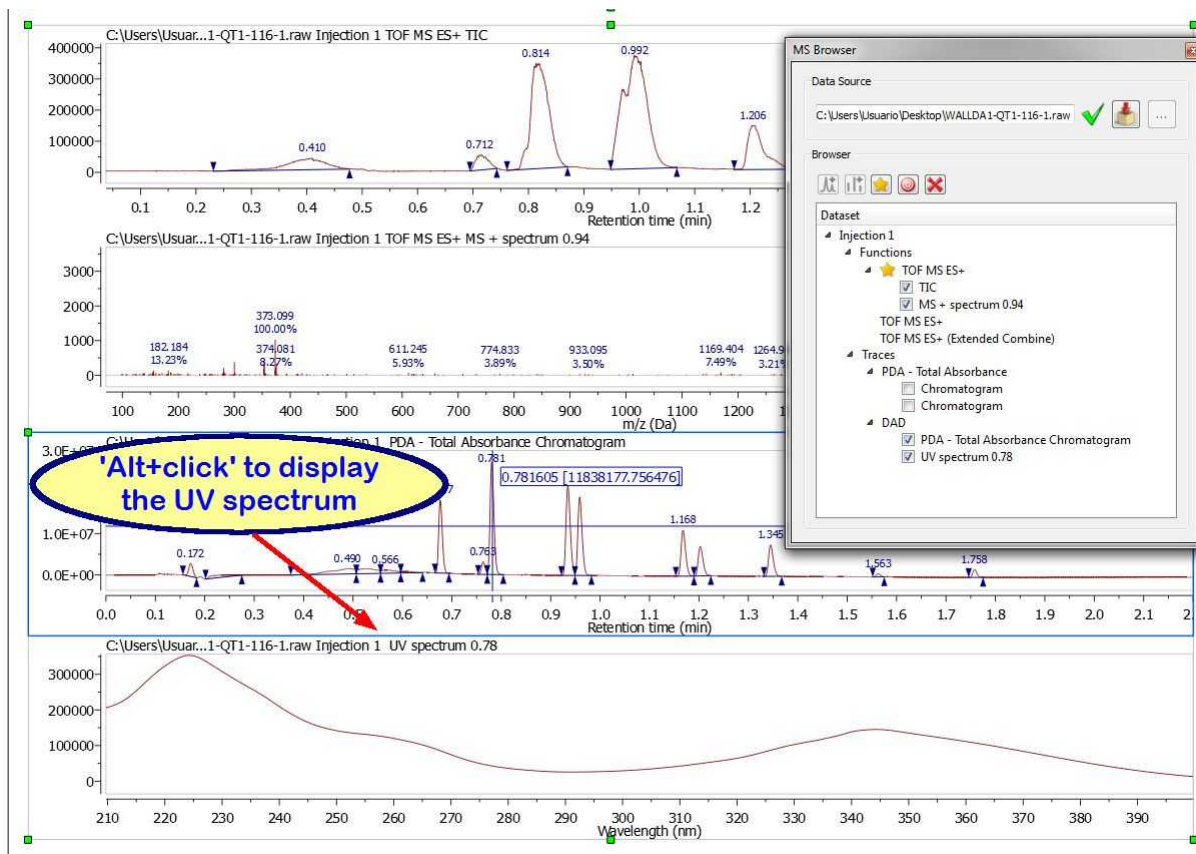 C:\Users\Usuar...1-QT1-116-1.raw Injection 1 TOF MS ES+ TIC
400000
300000
200000
100000
0
0.410
0.712
0.814
0.992
1.206
0.1 0.2 0.3 0.4 0.5 0.6 0.7 0.8 0.9 1.0 1.1 1.2
Retention time (min)
C:\Users\Usuar...1-QT1-116-1.raw Injection 1 TOF MS ES+ MS + spectrum 0.94
3000
2000
1000
0
182.184
13.23%
373.099
100.00%
374.081
8.27%
611.245
5.93%
774.833
3.89%
933.095
3.50%
1169.404
7.49%
1264.9
3.21%
100 200 300 400 500 600 700 800 900 1000 1100 1200
m/z (Da)
Injection 1 PDA - Total Absorbance Chromatogram
'Alt+click' to display
the UV spectrum
1.0E+07
0.0E+00
0.172
0.490
0.566
0.763
0.781
0.781605 [11838177.756476]
1.168
1.345
1.563
1.758
0.0 0.1 0.2 0.3 0.4 0.5 0.6 0.7 0.8 0.9 1.0 1.1 1.2 1.3 1.4 1.5 1.6 1.7 1.8 1.9 2.0 2.1 2.
Retention time (min)
C:\Users\Usuar...1-QT1-116-1.raw Injection 1 UV spectrum 0.78
300000
200000
100000
0
210 220 230 240 250 260 270 280 290 300 310 320 330 340 350 360 370 380 390
Wavelength (nm)
MS Browser
Data Source
C:\Users\Usuario\Desktop\WALLDA1-QT1-116-1.raw
...
Browser
Dataset
Injection 1
Functions
TOF MS ES+
TIC
MS + spectrum 0.94
TOF MS ES+
TOF MS ES+ (Extended Combine)
Traces
PDA - Total Absorbance
Chromatogram
Chromatogram
DAD
PDA - Total Absorbance Chromatogram
UV spectrum 0.78